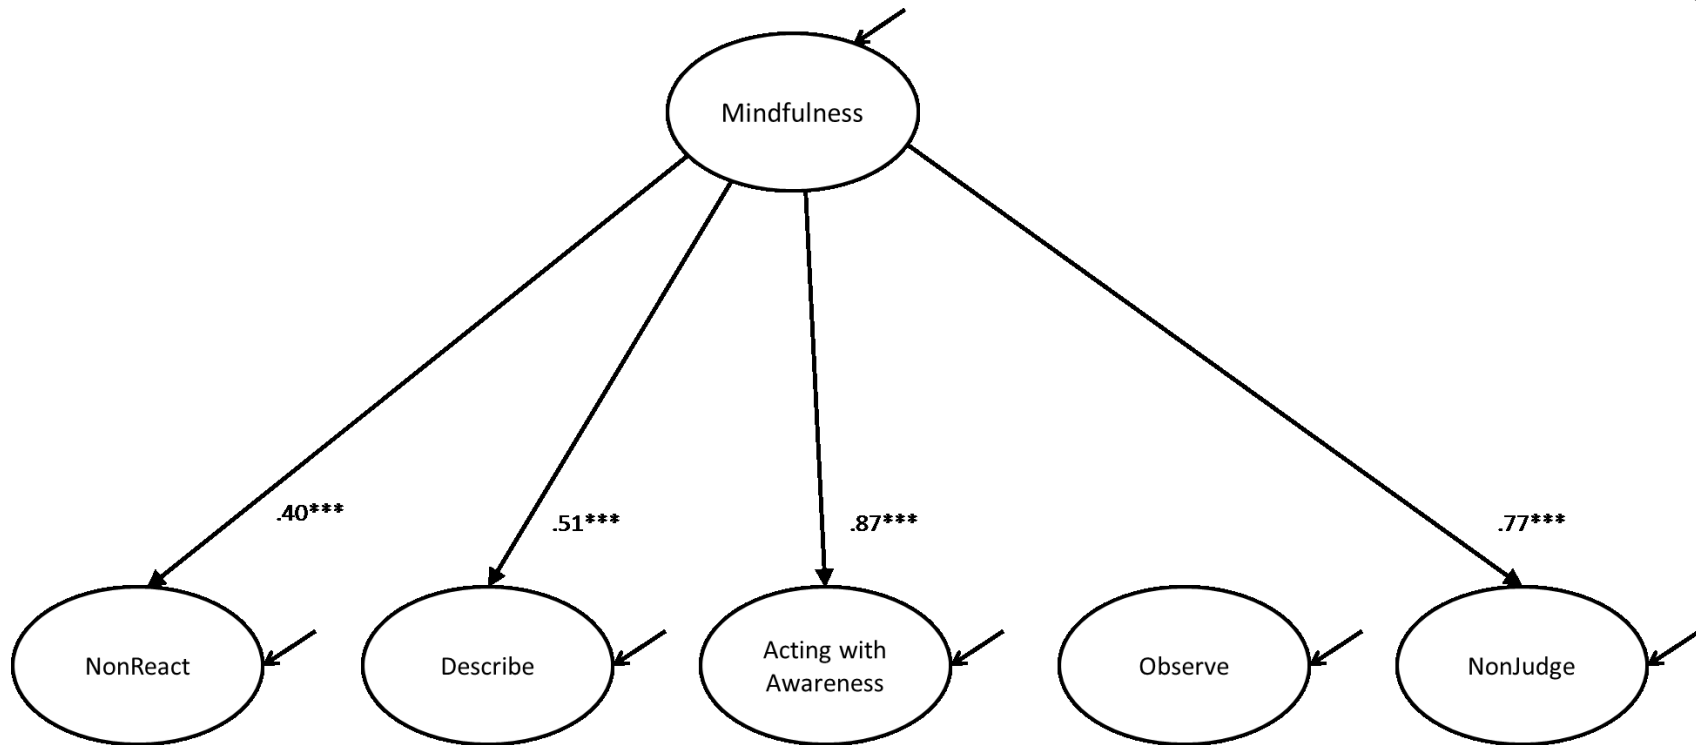 Mindfulness
.40***
.51***
.87***
.77***
NonReact
Describe
Acting with
Awareness
Observe
NonJudge